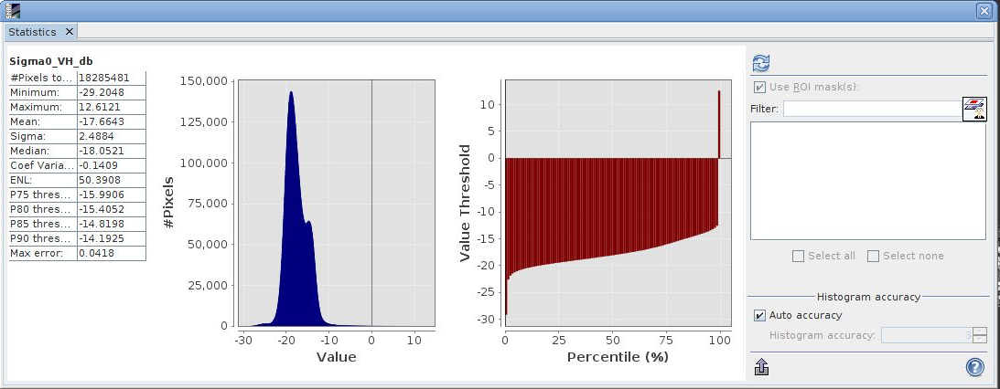 SNAP
Statistics
Sigma0_VH_db
#Pixels to... 18285481
Minimum: -29.2048
Maximum: 12.6121
Mean: -17.6643
Sigma: 2.4884
Median: -18.0521
Coef Varia... -0.1409
ENL: 50.3908
P75 thres... -15.9906
P80 thres... -15.4052
P85 thres... -14.8198
P90 thres... -14.1925
Max error: 0.0418
#Pixels
150,000
125,000
100,000
75,000
50,000
25,000
0
-30 -20 -10 0 10
Value
Value Threshold
10
5
0
-5
-10
-15
-20
-25
-30
0 25 50 75 100
Percentile (%)
Use ROI mask(s):
Filter:
Select all Select none
Histogram accuracy
Auto accuracy
Histogram accuracy: 3
?